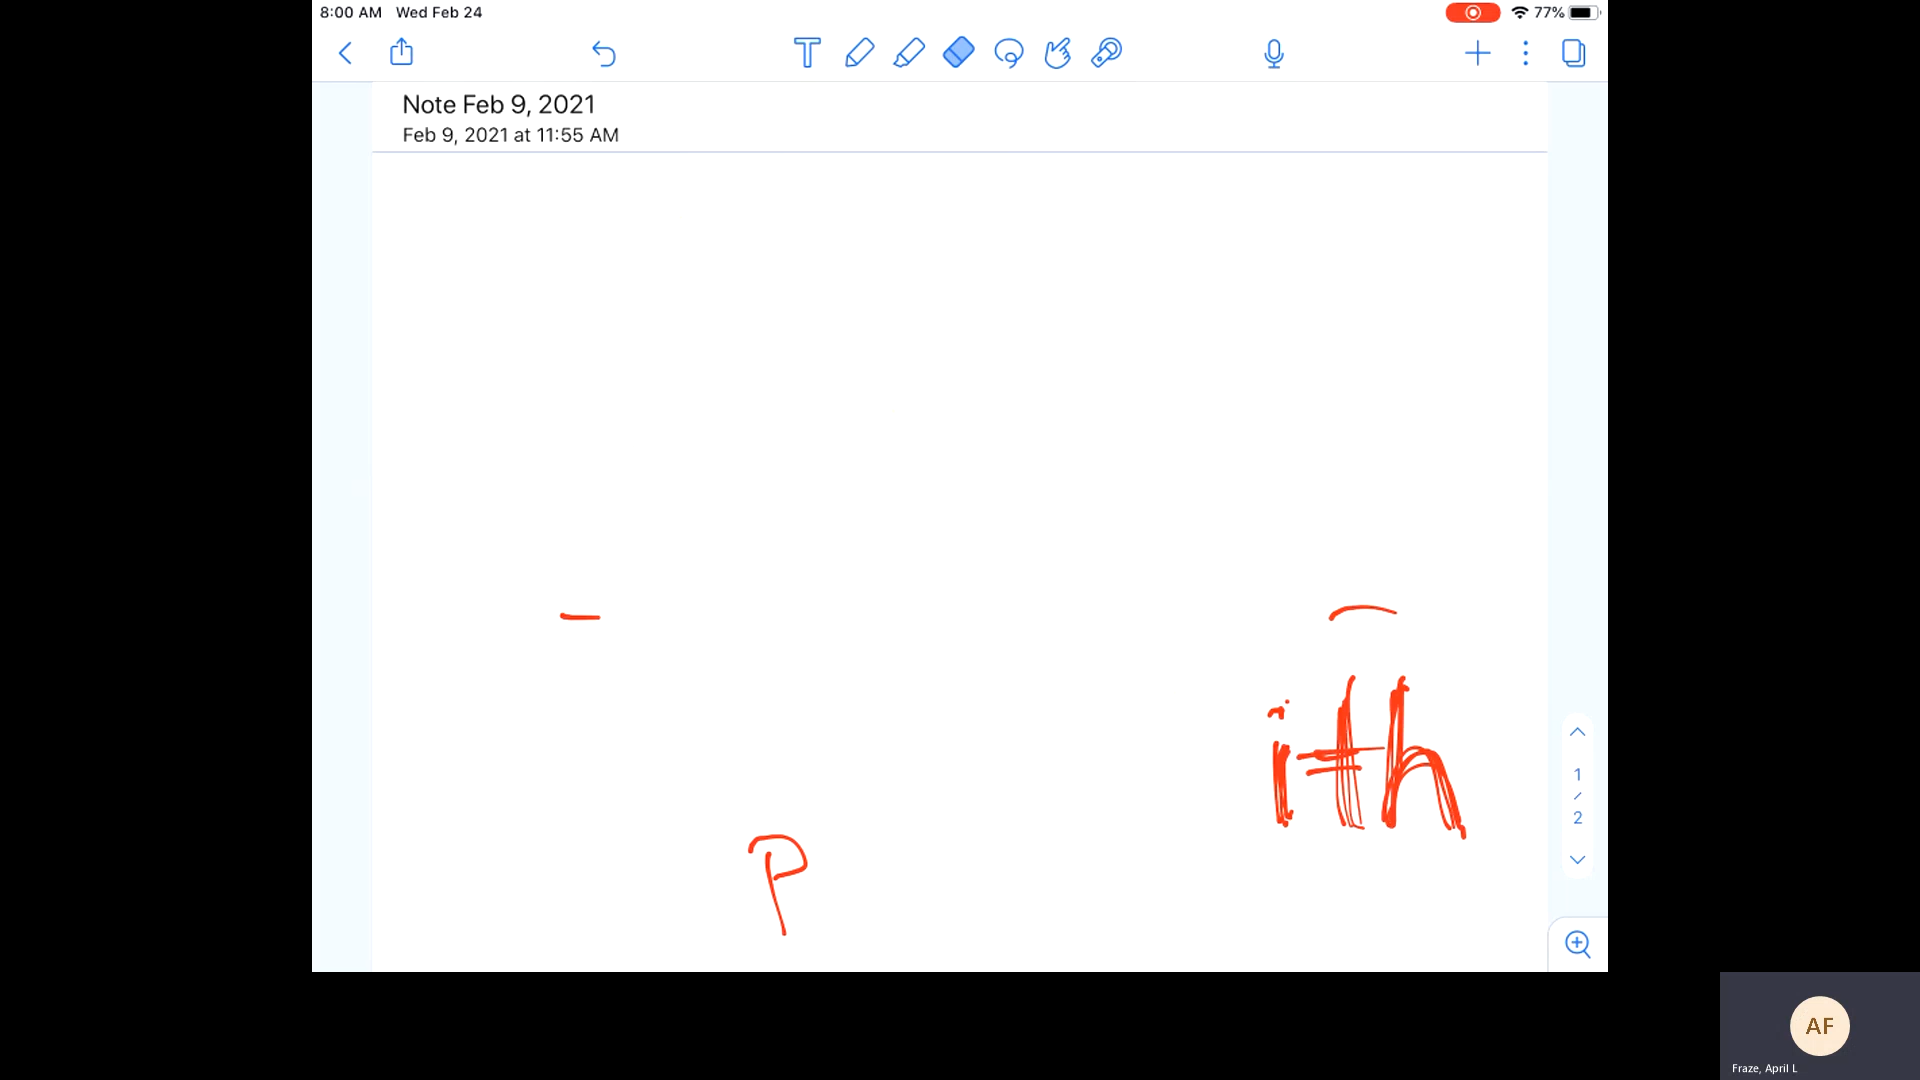 8:00 AM Wed Feb 24
77%
Note Feb 9, 2021
Feb 9, 2021 at 11:55 AM
ith
P
1
/
2
AF
Fraze, April L